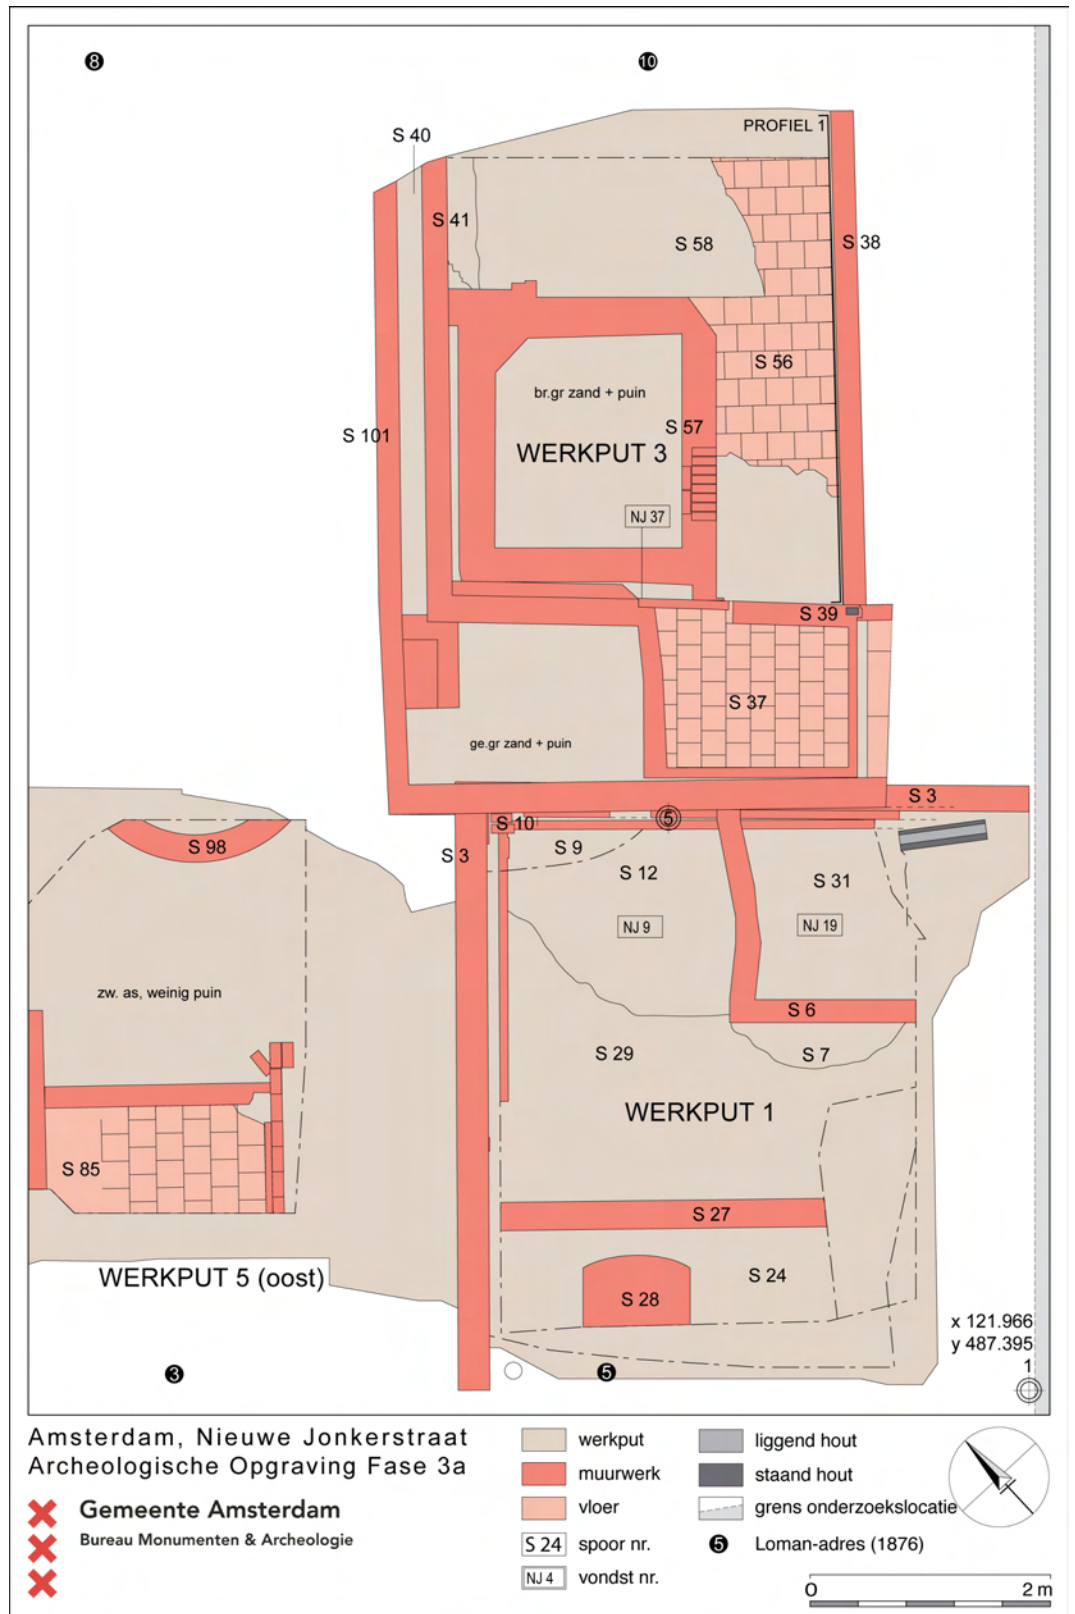 8
10
PROFIEL 1
S 40
S 41
S 58
S 38
S 56
br.gr zand + puin
S 101
S 57
WERKPUT 3
NJ 37
S 39
S 37
ge.gr zand + puin
S 3
S 10
5
S 98
S 3
S 9
S 12
S 31
NJ 9
NJ 19
zw. as, weinig puin
S 6
S 29
S 7
WERKPUT 1
S 85
S 27
WERKPUT 5 (oost)
S 24
S 28
x 121.966
y 487.395
1
3
5
Amsterdam, Nieuwe Jonkerstraat
Archeologische Opgraving Fase 3a
Gemeente Amsterdam
Bureau Monumenten & Archeologie
werkput
muurwerk
vloer
S 24 spoor nr.
NJ 4 vondst nr.
liggend hout
staand hout
grens onderzoekslocatie
5 Loman-adres (1876)
0 2 m